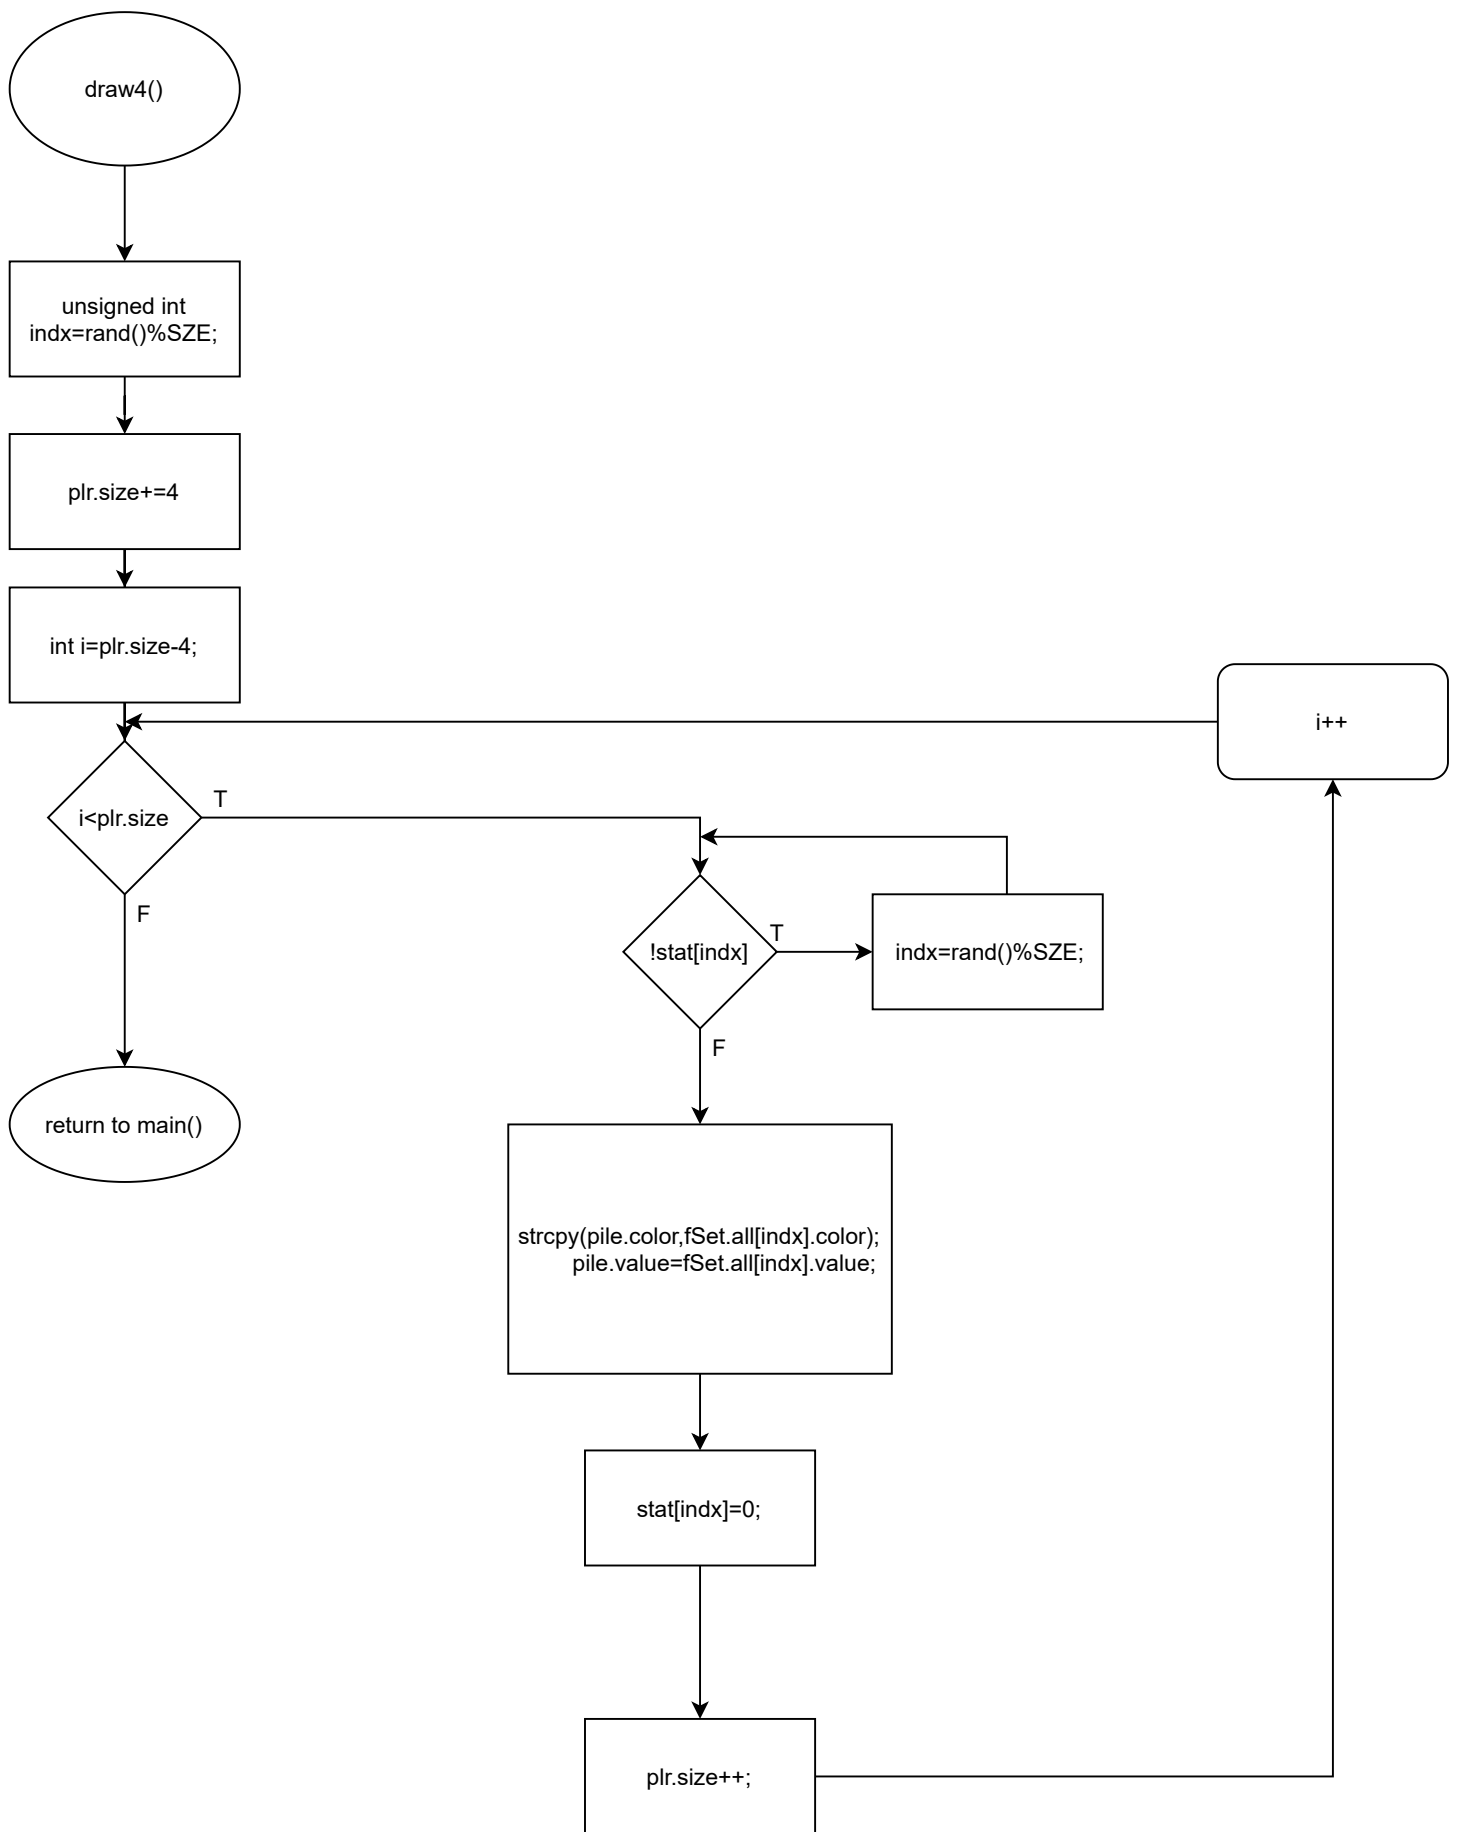 draw4()
unsigned int
indx=rand()%SZE;
plr.size+=4
int i=plr.size-4;
i++
i<plr.size
T
F
!stat[indx]
T
indx=rand()%SZE;
F
return to main()
strcpy(pile.color,fSet.all[indx].color);
pile.value=fSet.all[indx].value;
stat[indx]=0;
plr.size++;